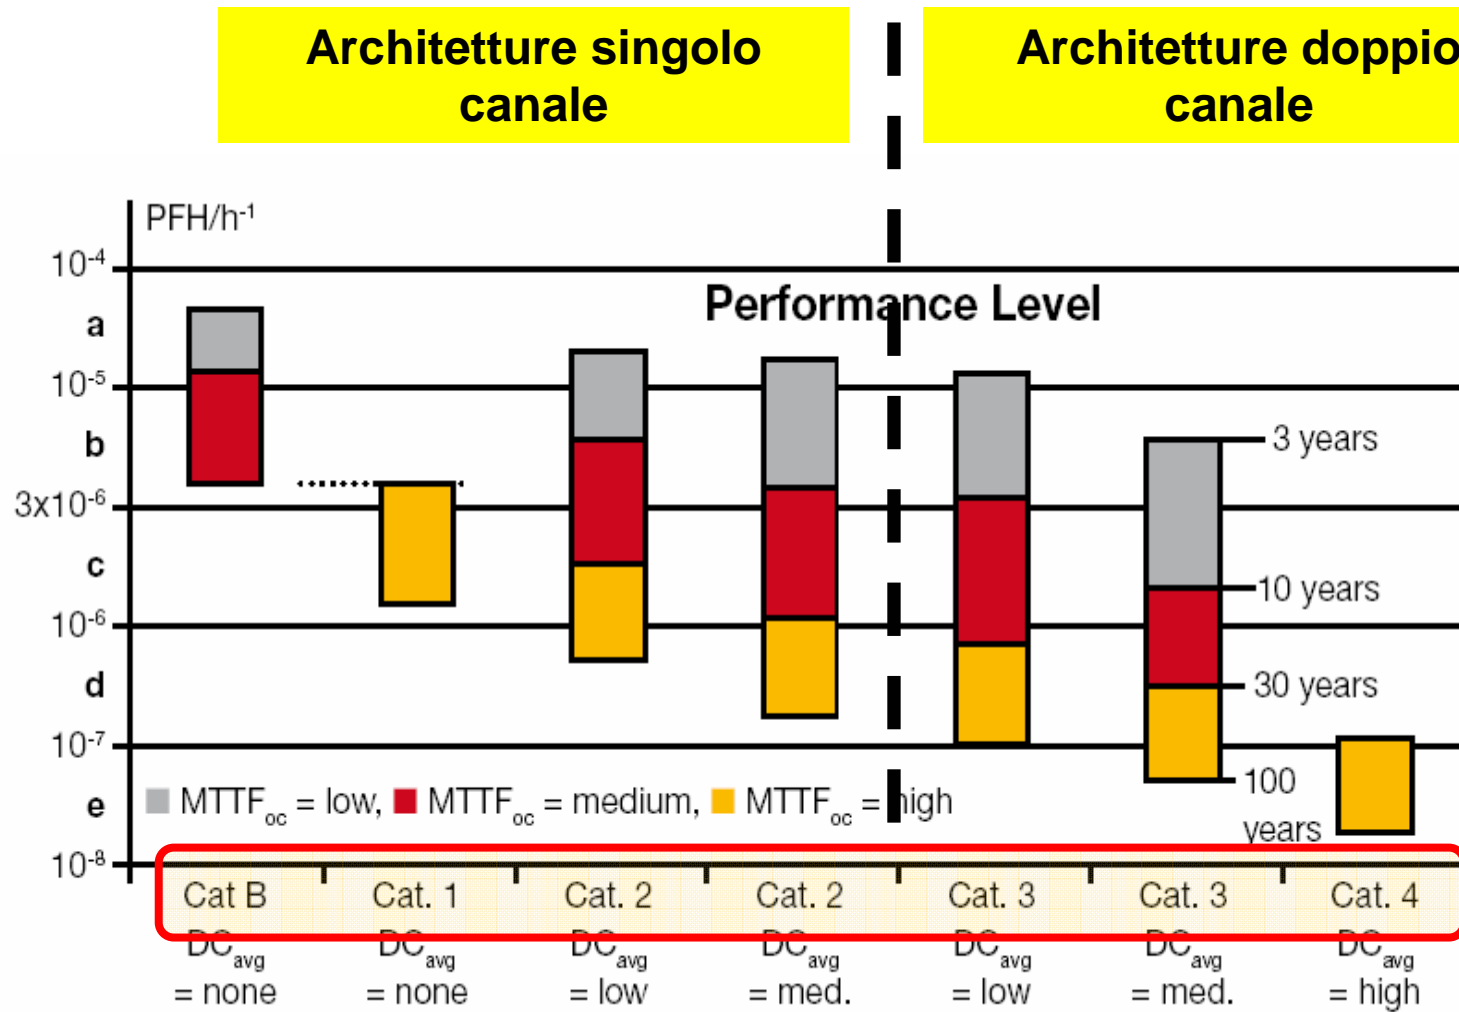 Architetture singolo
canale
Architetture doppio
canale
PFH/h-1
10-4
Performance Level
a
10-5
b
3 years
3x10-6
c
10 years
10-6
d
30 years
10-7
100
years
e
MTTFoc = low, MTTFoc = medium, MTTFoc = high
10-8
Cat B Cat. 1 Cat. 2 Cat. 2 Cat. 3 Cat. 3 Cat. 4
DCavg DCavg DCavg DCavg DCavg DCavg DCavg
= none = none = low = med. = low = med. = high